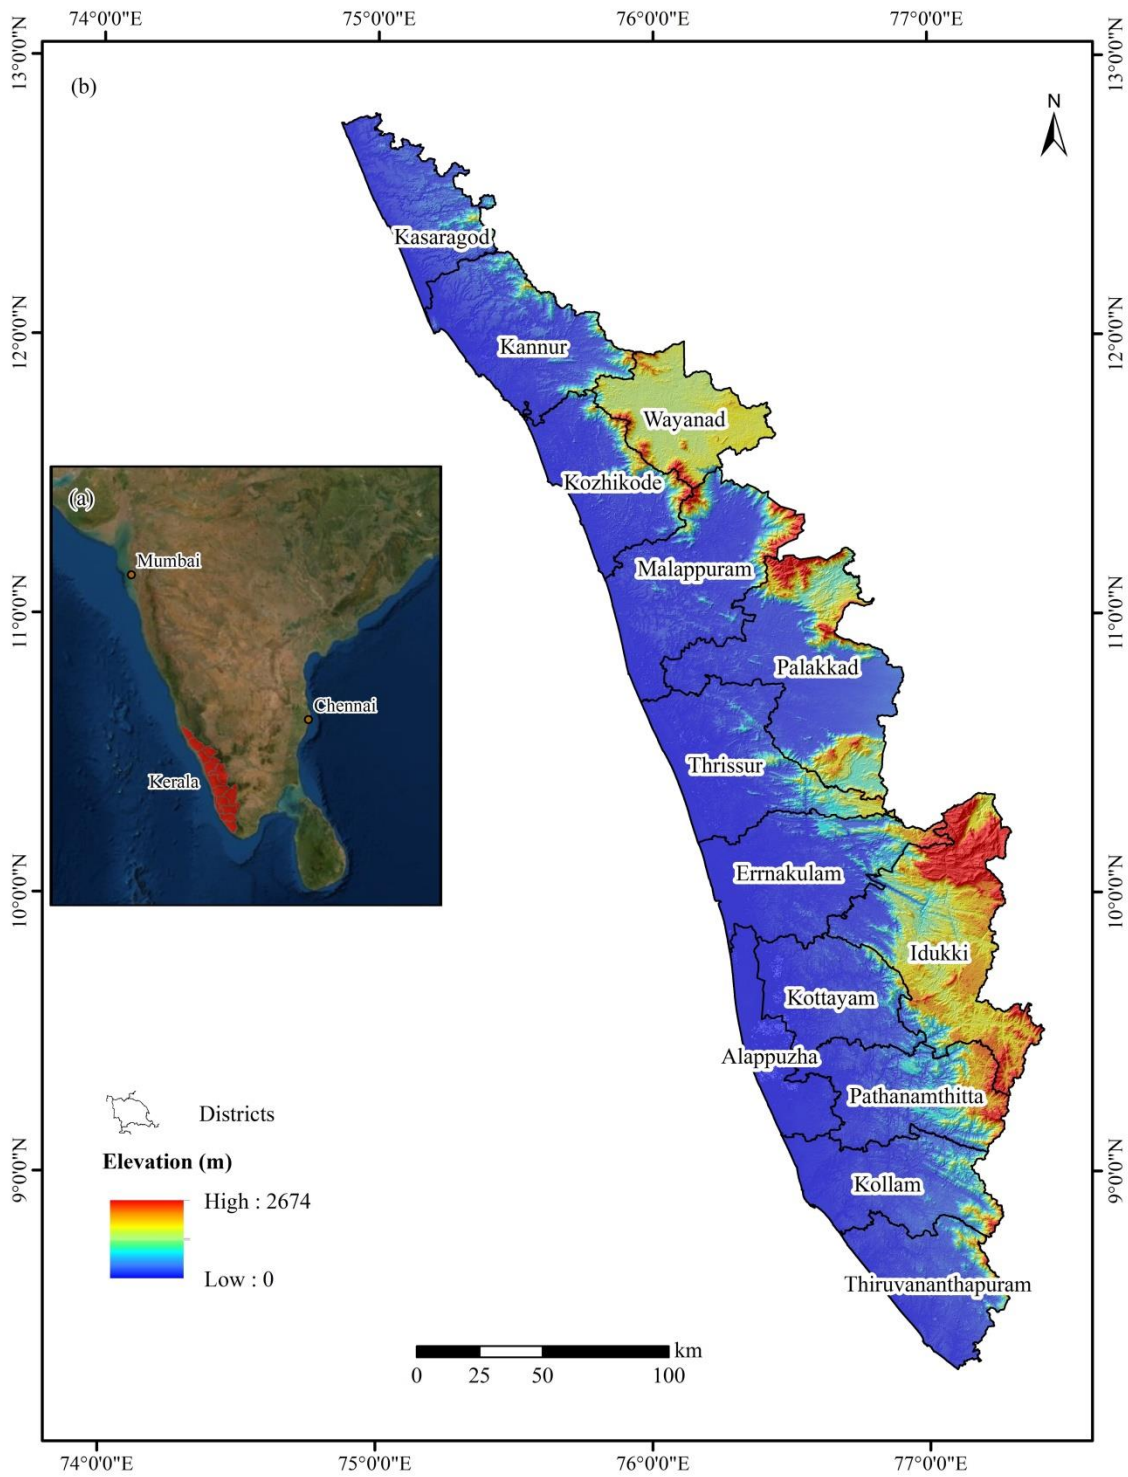 74°0'0"E 75°0'0"E 76°0'0"E 77°0'0"E
13°0'0"N
13°0'0"N
(b)
N
Kasaragod
12°0'0"N
12°0'0"N
Kannur
Wayanad
Kozhikode
(a)
Mumbai
Malappuram
11°0'0"N
11°0'0"N
Palakkad
Chennai
Thrissur
Kerala
Errnakulam
10°0'0"N
10°0'0"N
Idukki
Kottayam
Alappuzha
Pathanamthitta
Districts
Elevation (m)
9°0'0"N
9°0'0"N
Kollam
High : 2674
Low : 0
Thiruvananthapuram
km
0 25 50 100
74°0'0"E 75°0'0"E 76°0'0"E 77°0'0"E